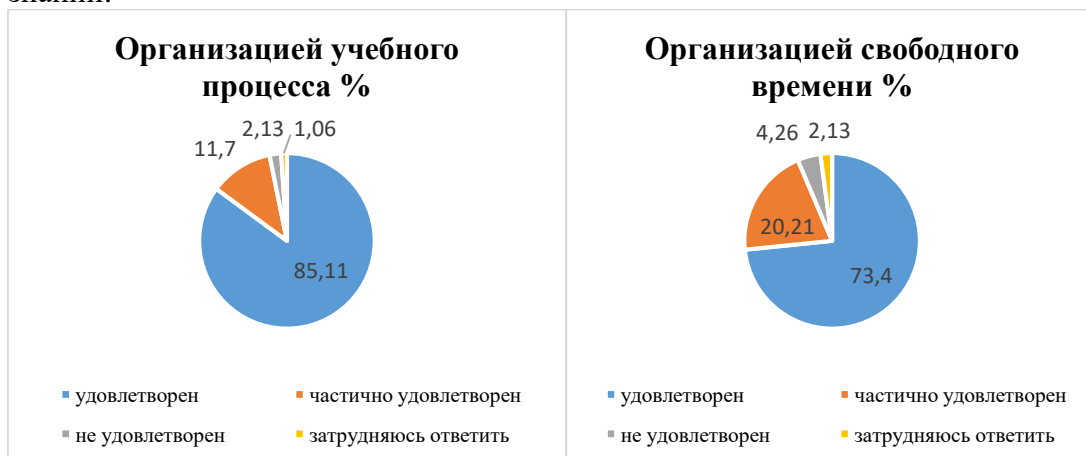 Организацией учебного
процесса %
2,13 1,06
11,7
85,11
удовлетворен частично удовлетворен
не удовлетворен затрудняюсь ответить
Организацией свободного
времени %
4,26 2,13
20,21
73,4
удовлетворен частично удовлетворен
не удовлетворен затрудняюсь ответить